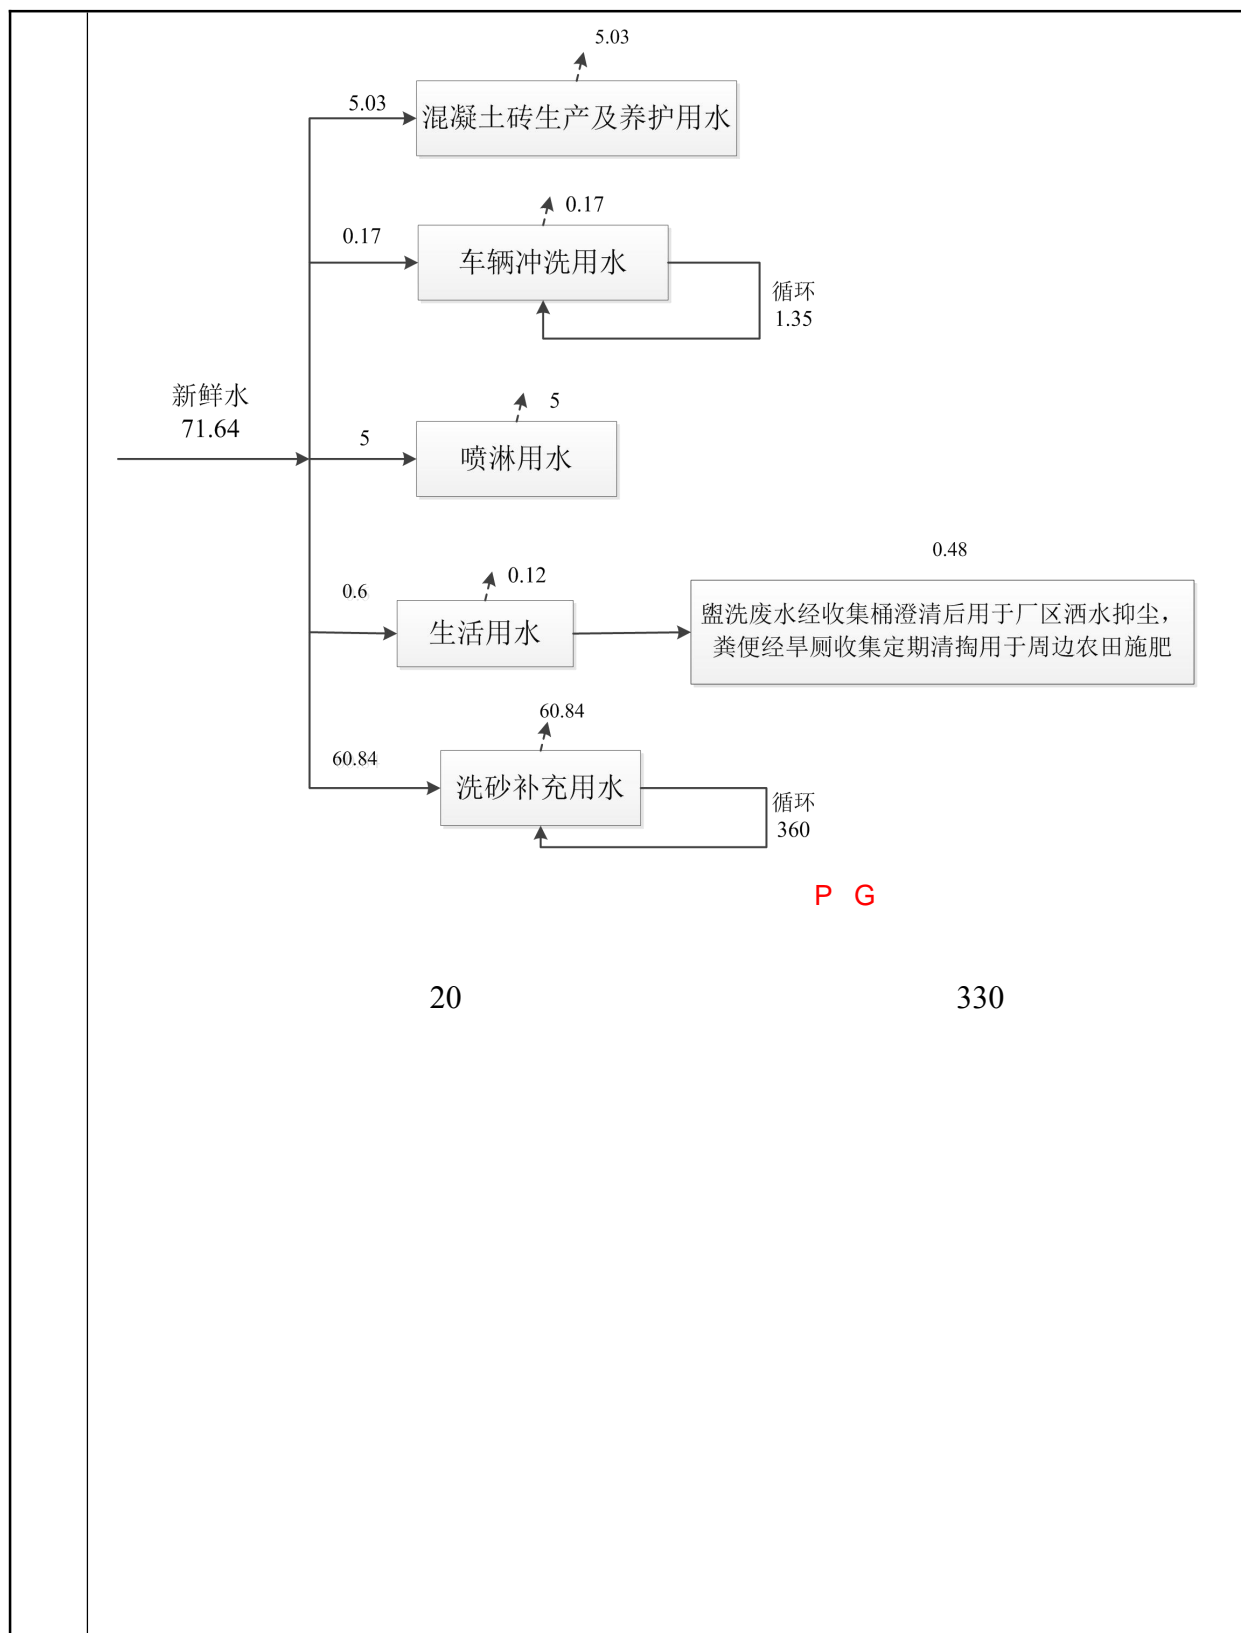 5.03
5.03
混凝土砖生产及养护用水
0.17
0.17
车辆冲洗用水
循环
1.35
新鲜水
71.64
5
5
喷淋用水
0.48
0.12
0.6
生活用水
盥洗废水经收集桶澄清后用于厂区洒水抑尘，
粪便经旱厕收集定期清掏用于周边农田施肥
60.84
60.84
洗砂补充用水
循环
360
P G
20 330